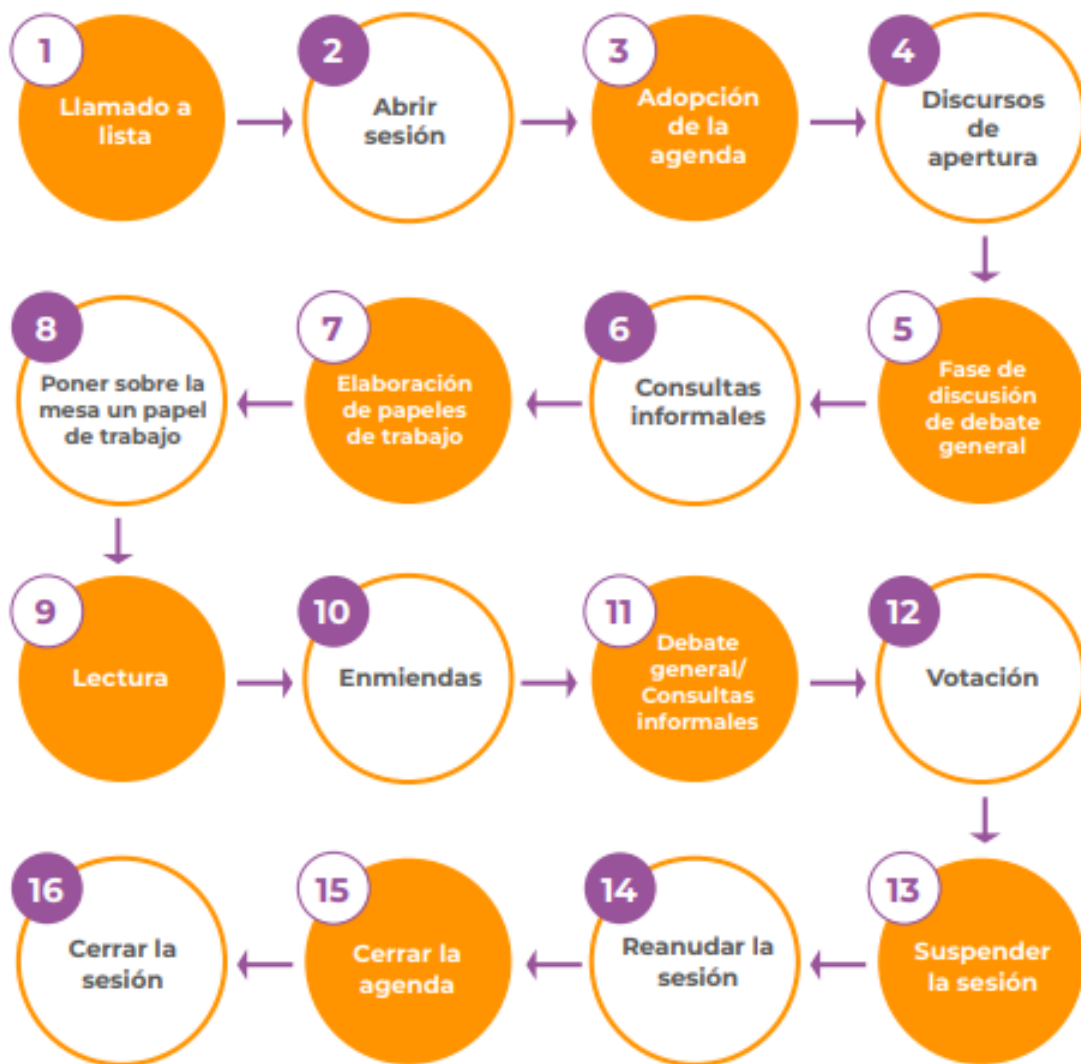 1
Llamado a
lista
2
Abrir
sesión
3
Adopción
de la
agenda
4
Discursos
de
apertura
5
Fase de
discusión
de debate
general
6
Consultas
informales
7
Elaboración
de papeles
de trabajo
8
Poner sobre la
mesa un papel
de trabajo
9
Lectura
10
Enmiendas
11
Debate
general/
Consultas
informales
12
Votación
13
Suspender
la sesión
14
Reanudar la
sesión
15
Cerrar la
agenda
16
Cerrar la
sesión